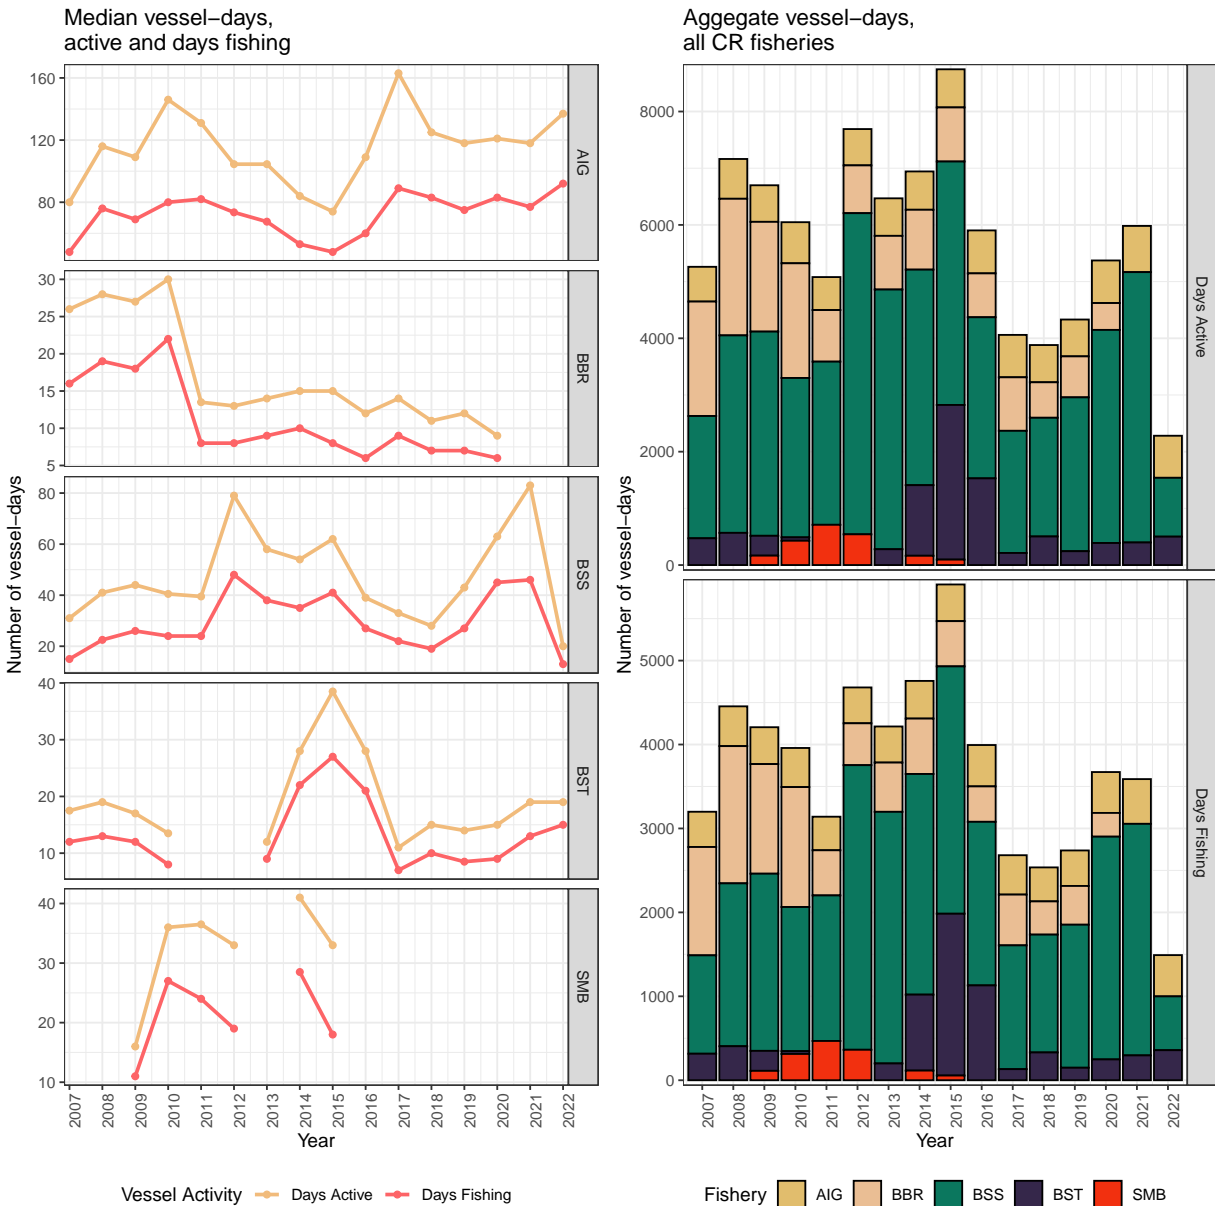 Median vessel−days,
active and days fishing
Aggegate vessel−days,
all CR fisheries
Number of vessel−days
160
120
80
AIG
30
25
20
15
10
5
BBR
80
60
40
20
BSS
40
30
20
10
BST
40
30
20
10
SMB
2007 2008 2009 2010 2011 2012 2013 2014 2015 2016 2017 2018 2019 2020 2021 2022
Year
Vessel Activity Days Active Days Fishing
Number of vessel−days
8000
6000
4000
2000
0
Days Active
5000
4000
3000
2000
1000
0
Days Fishing
2007 2008 2009 2010 2011 2012 2013 2014 2015 2016 2017 2018 2019 2020 2021 2022
Year
Fishery AIG BBR BSS BST SMB